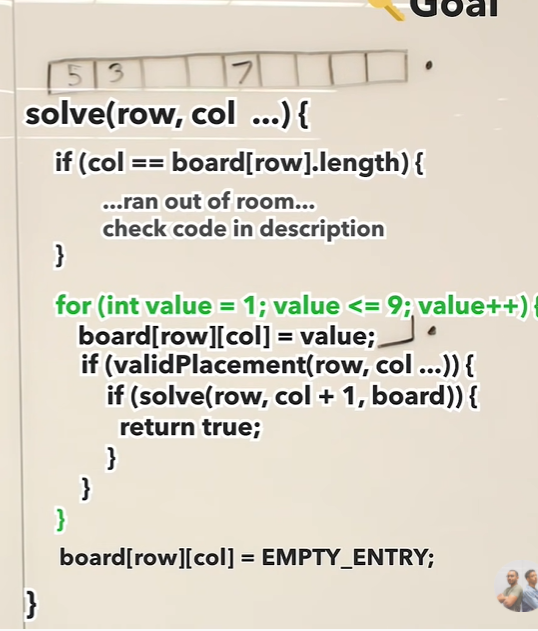 Goal
5 3 7
solve(row, col ...) {
if (col == board[row].length) {
...ran out of room...
check code in description
}
for (int value = 1; value <= 9; value++) {
board[row][col] = value;
if (validPlacement(row, col ...)) {
if (solve(row, col + 1, board)) {
return true;
}
}
}
board[row][col] = EMPTY_ENTRY;
}